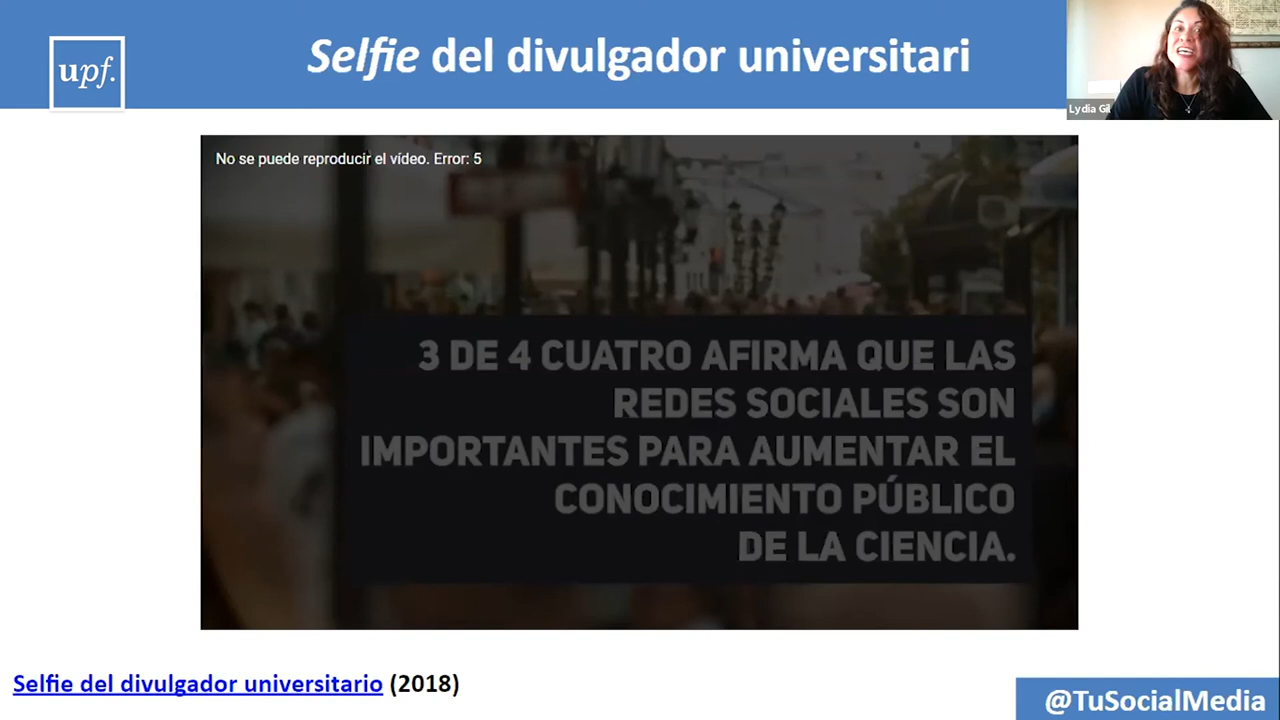 upf.
Selfie del divulgador universitari
Lydia Gil
No se puede reproducir el vídeo. Error: 5
3 DE 4 CUATRO AFIRMA QUE LAS
REDES SOCIALES SON
IMPORTANTES PARA AUMENTAR EL
CONOCIMIENTO PÚBLICO
DE LA CIENCIA.
Selfie del divulgador universitario (2018)
@TuSocialMedia